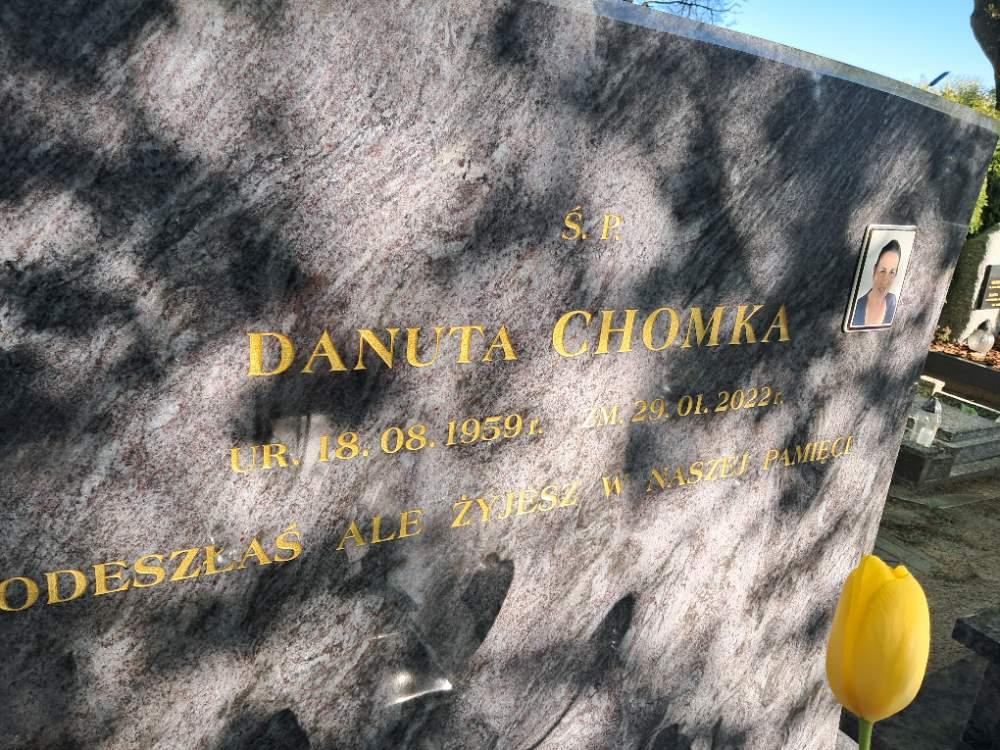 Ś. P.
DANUTA CHOMKA
UR. 18. 08. 1959 r. ZM. 29. 01. 2022 r.
ODESZŁAŚ ALE ŻYJESZ W NASZEJ PAMIĘCI